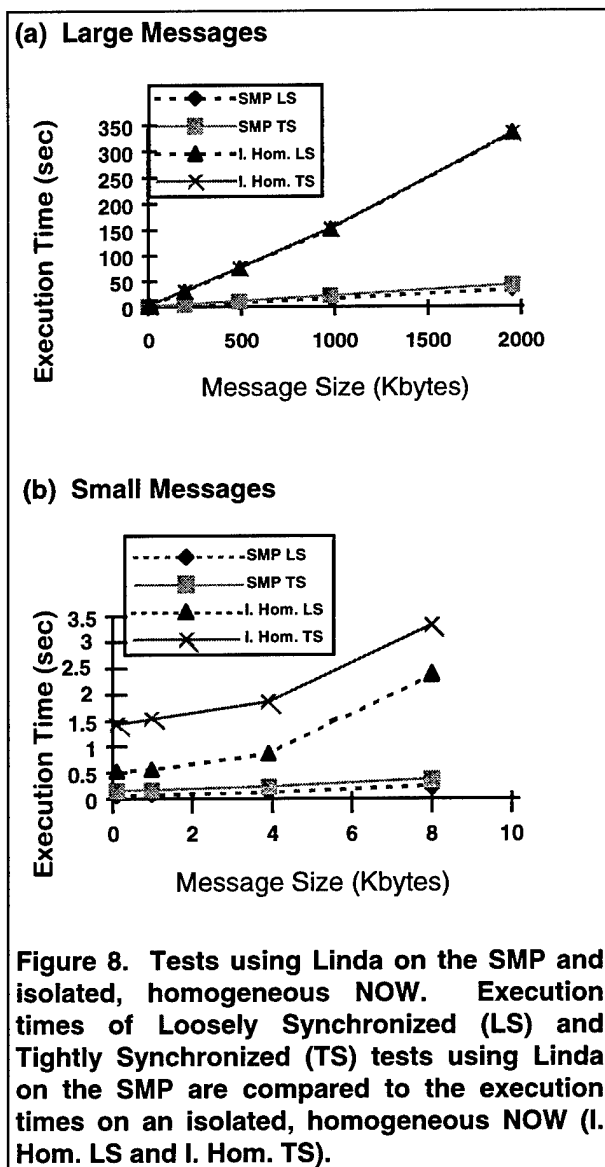 (a) Large Messages
SMP LS
SMP TS
I. Hom. LS
I. Hom. TS
350
300
250
200
150
100
50
0
Execution Time (sec)
0 500 1000 1500 2000
Message Size (Kbytes)
(b) Small Messages
SMP LS
SMP TS
I. Hom. LS
I. Hom. TS
3.5
3
2.5
2
1.5
1
0.5
0
Execution Time (sec)
0 2 4 6 8 10
Message Size (Kbytes)
Figure 8. Tests using Linda on the SMP and
isolated, homogeneous NOW. Execution
times of Loosely Synchronized (LS) and
Tightly Synchronized (TS) tests using Linda
on the SMP are compared to the execution
times on an isolated, homogeneous NOW (I.
Hom. LS and I. Hom. TS).